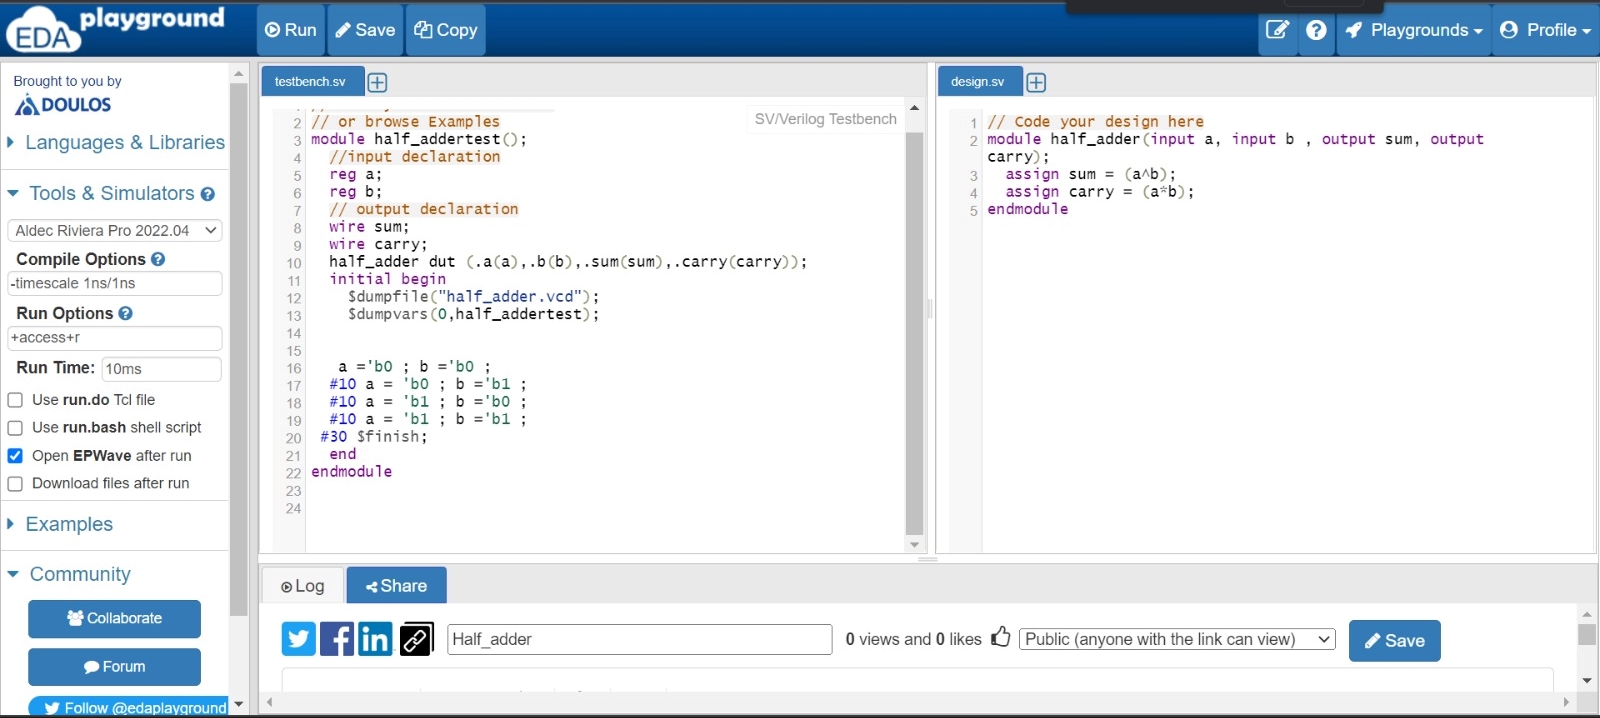 EDA playground
Run
Save
Copy
Playgrounds
Profile
Brought to you by
DOULOS
Languages & Libraries
Tools & Simulators
Aldec Riviera Pro 2022.04
Compile Options
-timescale 1ns/1ns
Run Options
+access+r
Run Time: 10ms
Use run.do Tcl file
Use run.bash shell script
Open EPWave after run
Download files after run
Examples
Community
Collaborate
Forum
Follow @edaplayground
testbench.sv
SV/Verilog Testbench
2 // or browse Examples
3 module half_addertest();
4 //input declaration
5 reg a;
6 reg b;
7 // output declaration
8 wire sum;
9 wire carry;
10 half_adder dut (.a(a),.b(b),.sum(sum),.carry(carry));
11 initial begin
12 $dumpfile("half_adder.vcd");
13 $dumpvars(0,half_addertest);
14
15
16 a ='b0 ; b ='b0 ;
17 #10 a = 'b0 ; b ='b1 ;
18 #10 a = 'b1 ; b ='b0 ;
19 #10 a = 'b1 ; b ='b1 ;
20 #30 $finish;
21 end
22 endmodule
23
24
design.sv
1 // Code your design here
2 module half_adder(input a, input b , output sum, output
carry);
3 assign sum = (a^b);
4 assign carry = (a*b);
5 endmodule
Log
Share
Half_adder
0 views and 0 likes
Public (anyone with the link can view)
Save